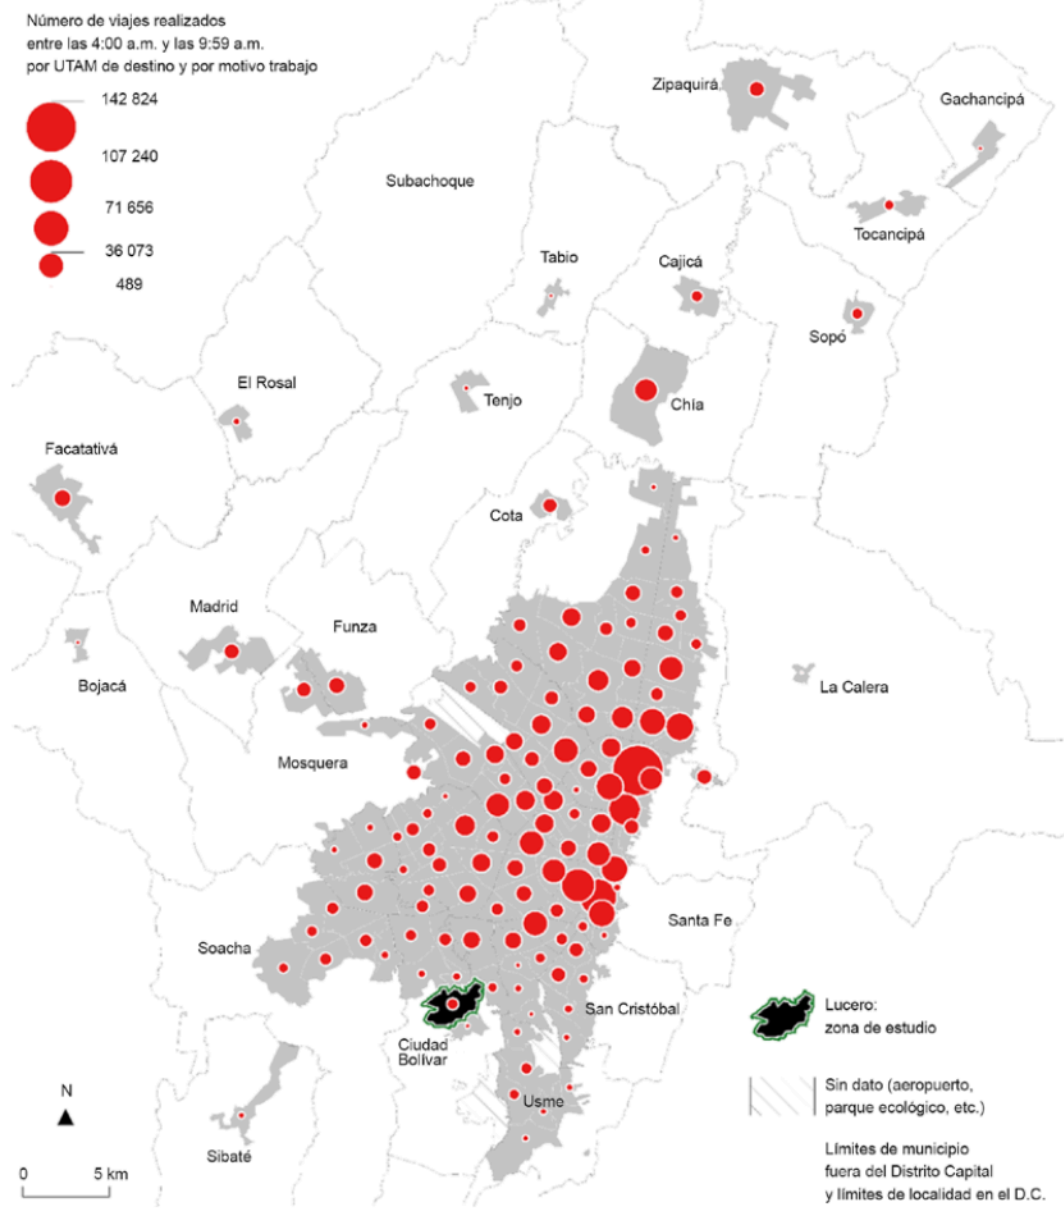 Número de viajes realizados
entre las 4:00 a.m. y las 9:59 a.m.
por UTAM de destino y por motivo trabajo
142 824
107 240
71 656
36 073
489
Zipaquirá
Gachancipá
Subachoque
Tocancipá
Tabio
Cajicá
Sopó
El Rosal
Tenjo
Chía
Facatativá
Cota
Madrid
Funza
Bojacá
La Calera
Mosquera
Santa Fe
Soacha
San Cristóbal
Lucero:
zona de estudio
Ciudad
Bolívar
Usme
Sin dato (aeropuerto,
parque ecológico, etc.)
N
Sibaté
Límites de municipio
fuera del Distrito Capital
y límites de localidad en el D.C.
0 5 km